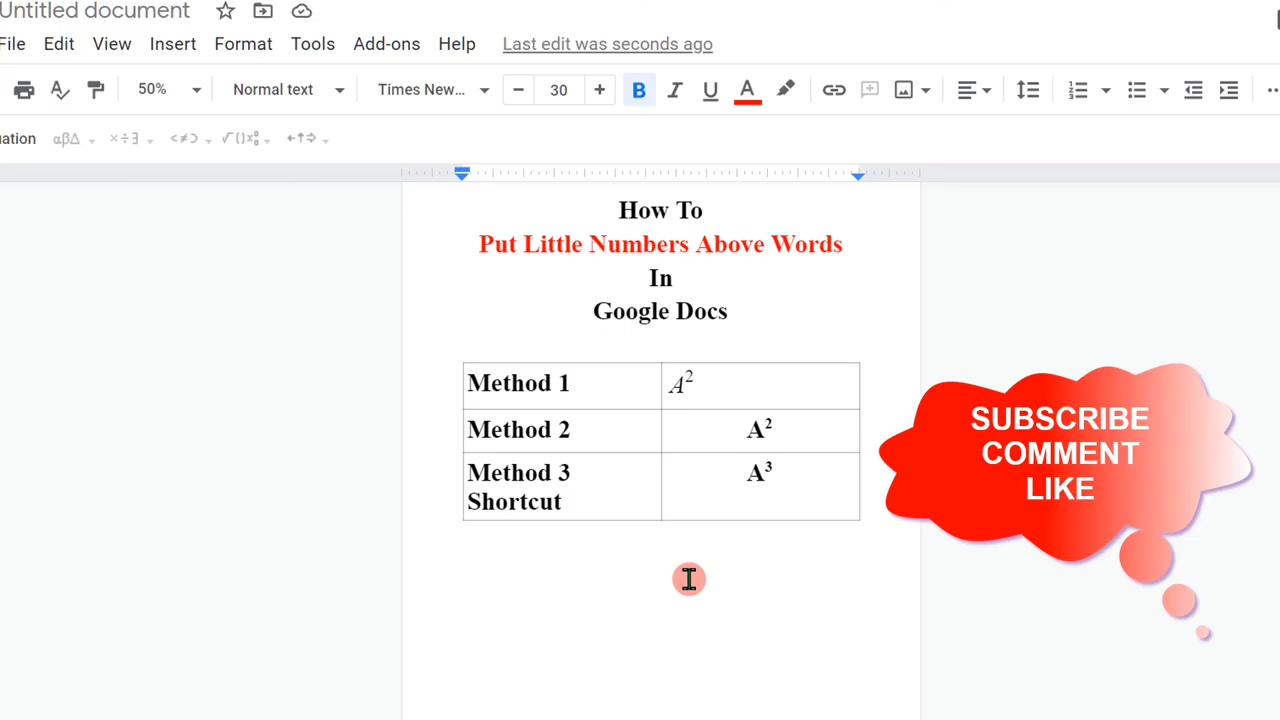 Untitled document
File Edit View Insert Format Tools Add-ons Help Last edit was seconds ago
50% Normal text Times New... 30 B I U A
uation αβΔ ×÷∃ <≠⊃
How To
Put Little Numbers Above Words
In
Google Docs
Method 1 A²
Method 2 A²
Method 3 A³
Shortcut
SUBSCRIBE
COMMENT
LIKE